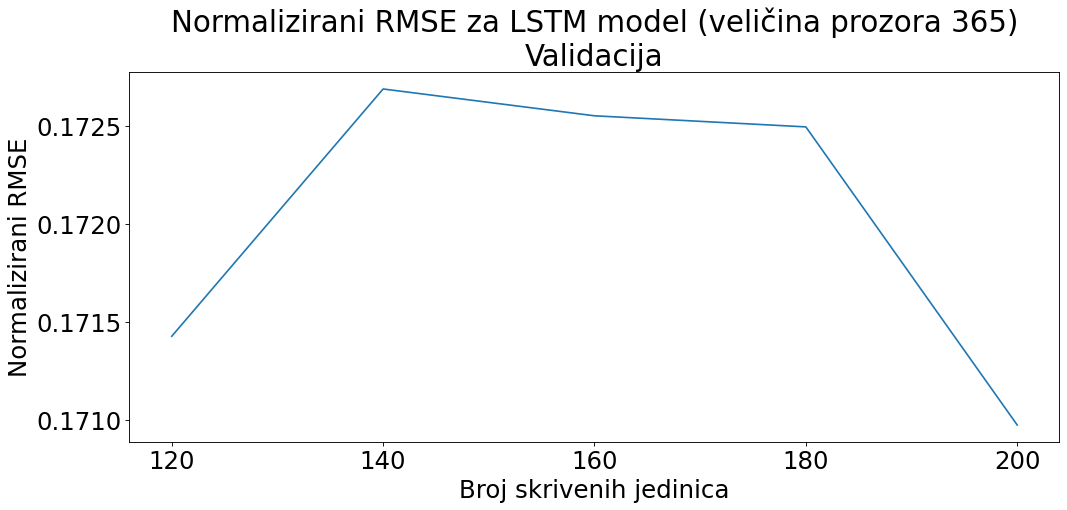 Normalizirani RMSE za LSTM model (veličina prozora 365)
Validacija
Normalizirani RMSE
0.1725
0.1720
0.1715
0.1710
120 140 160 180 200
Broj skrivenih jedinica